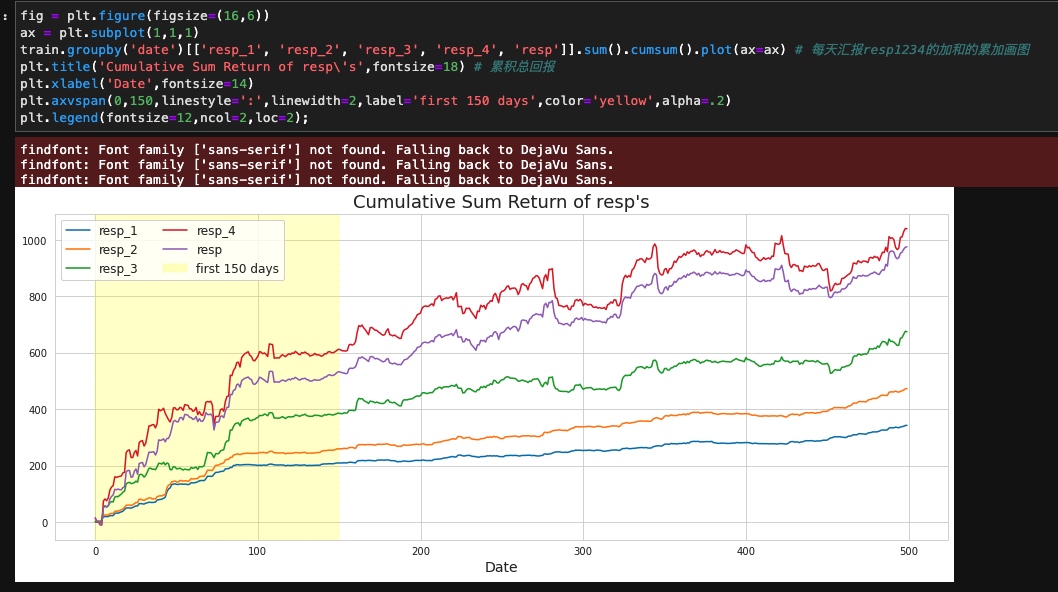 :
fig = plt.figure(figsize=(16,6))
ax = plt.subplot(1,1,1)
train.groupby('date')[['resp_1', 'resp_2', 'resp_3', 'resp_4', 'resp']].sum().cumsum().plot(ax=ax) # 每天汇报resp1234的加和的累加画图
plt.title('Cumulative Sum Return of resp\'s',fontsize=18) # 累积总回报
plt.xlabel('Date',fontsize=14)
plt.axvspan(0,150,linestyle=':',linewidth=2,label='first 150 days',color='yellow',alpha=.2)
plt.legend(fontsize=12,ncol=2,loc=2);
findfont: Font family ['sans-serif'] not found. Falling back to DejaVu Sans.
findfont: Font family ['sans-serif'] not found. Falling back to DejaVu Sans.
findfont: Font family ['sans-serif'] not found. Falling back to DejaVu Sans.
Cumulative Sum Return of resp's
resp_1 resp_4
resp_2 resp
resp_3 first 150 days
1000
800
600
400
200
0
0 100 200 300 400 500
Date